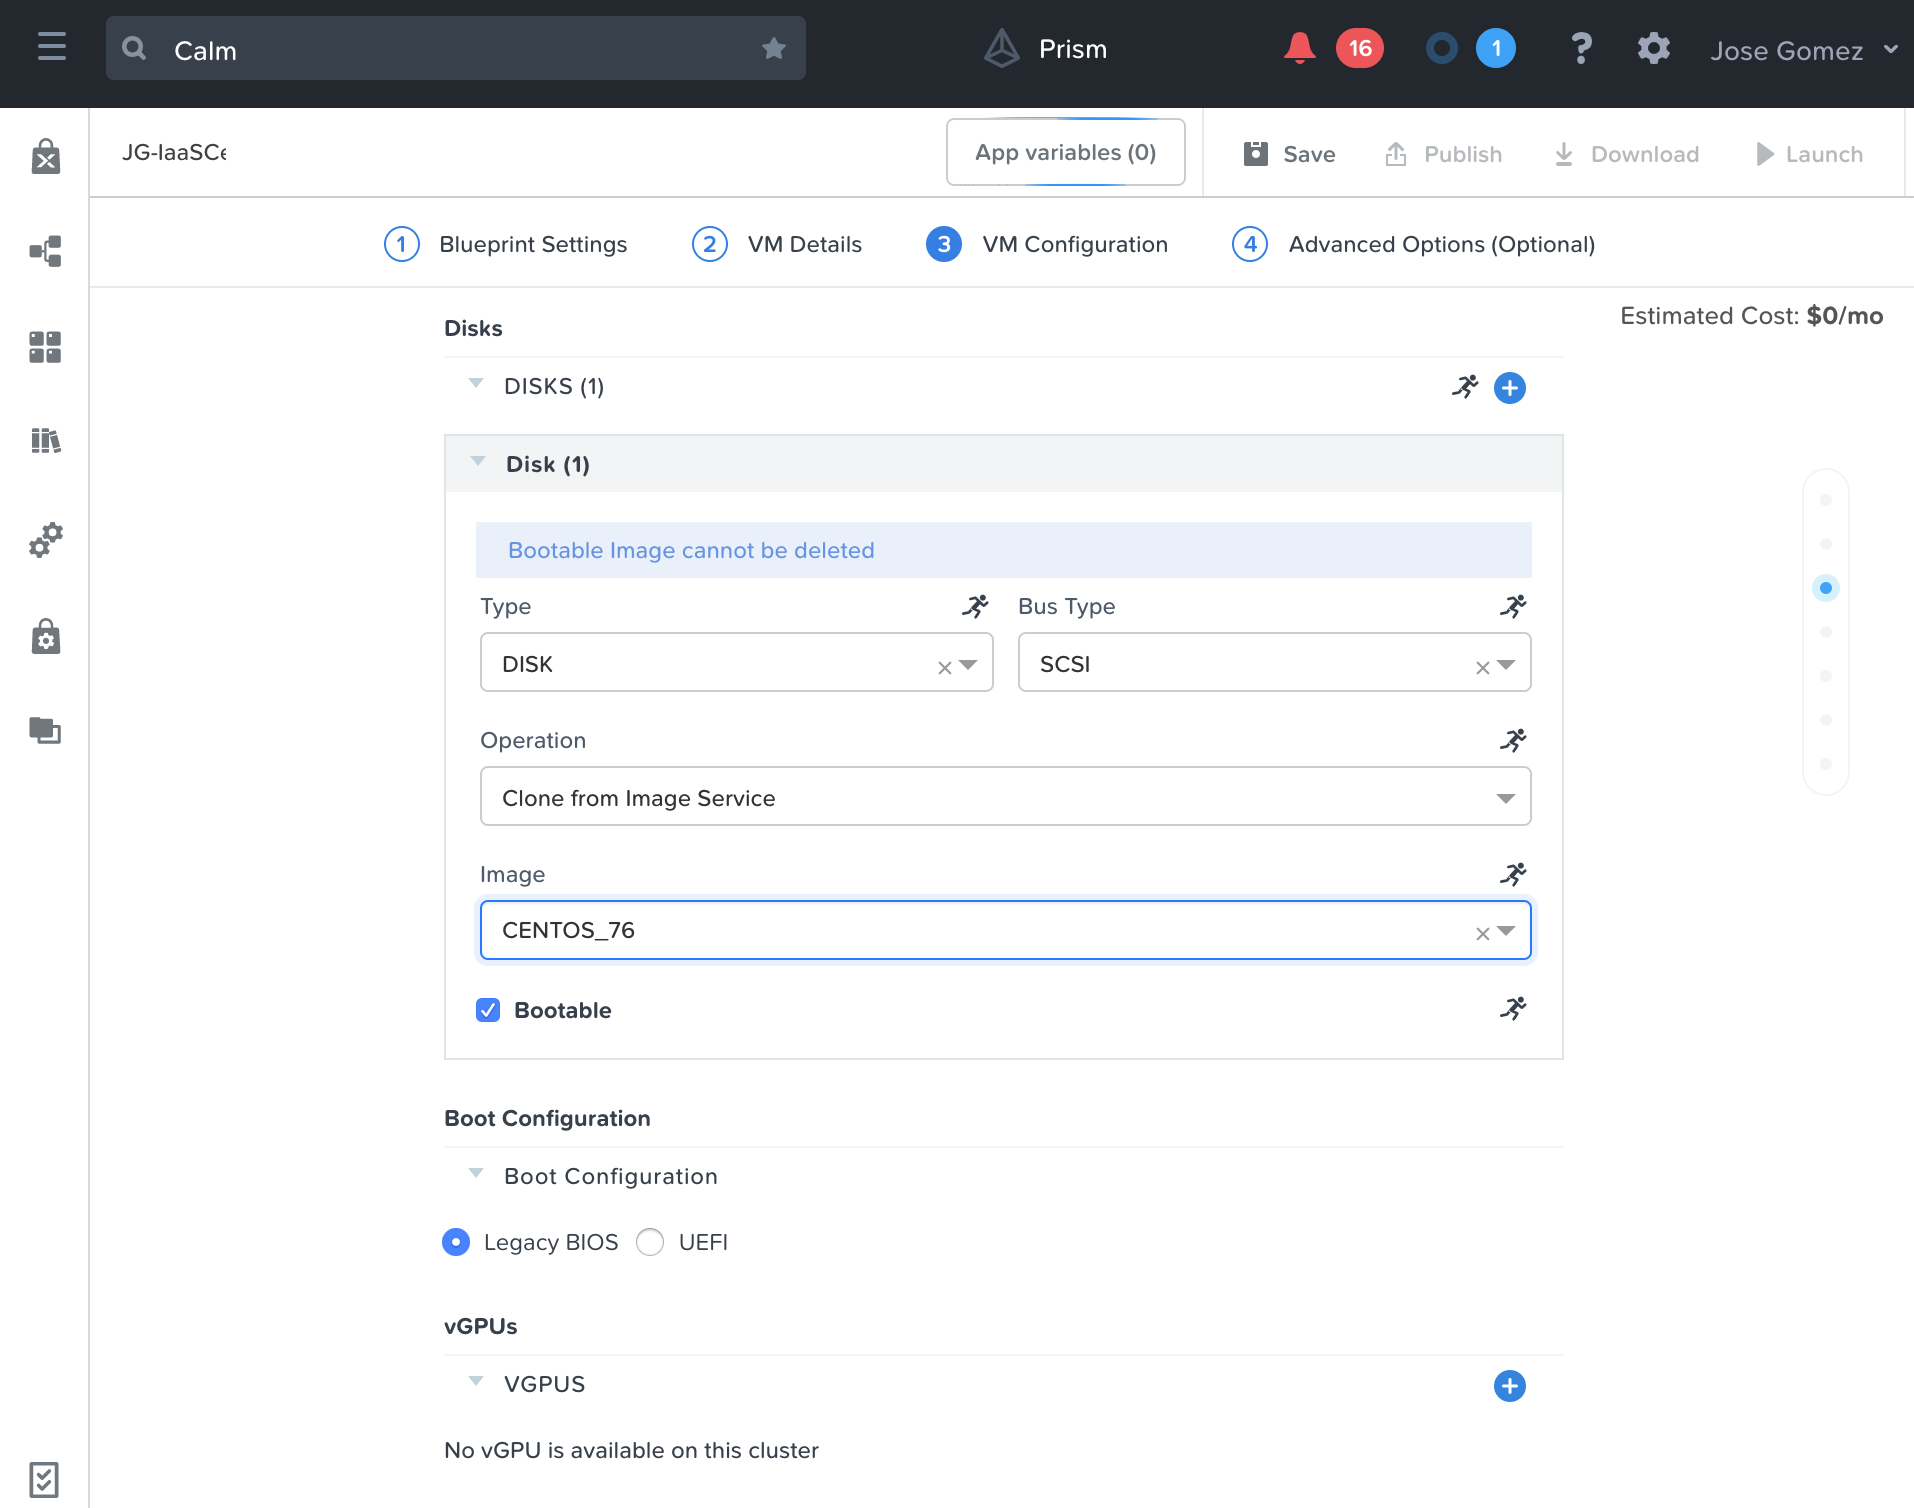 Calm
Prism
16
1
Jose Gomez
JG-IaaSCe
App variables (0)
Save
Publish
Download
Launch
1 Blueprint Settings
2 VM Details
3 VM Configuration
4 Advanced Options (Optional)
Estimated Cost: $0/mo
Disks
DISKS (1)
Disk (1)
Bootable Image cannot be deleted
Type
Bus Type
DISK
SCSI
Operation
Clone from Image Service
Image
CENTOS_76
Bootable
Boot Configuration
Boot Configuration
Legacy BIOS
UEFI
vGPUs
VGPUS
No vGPU is available on this cluster